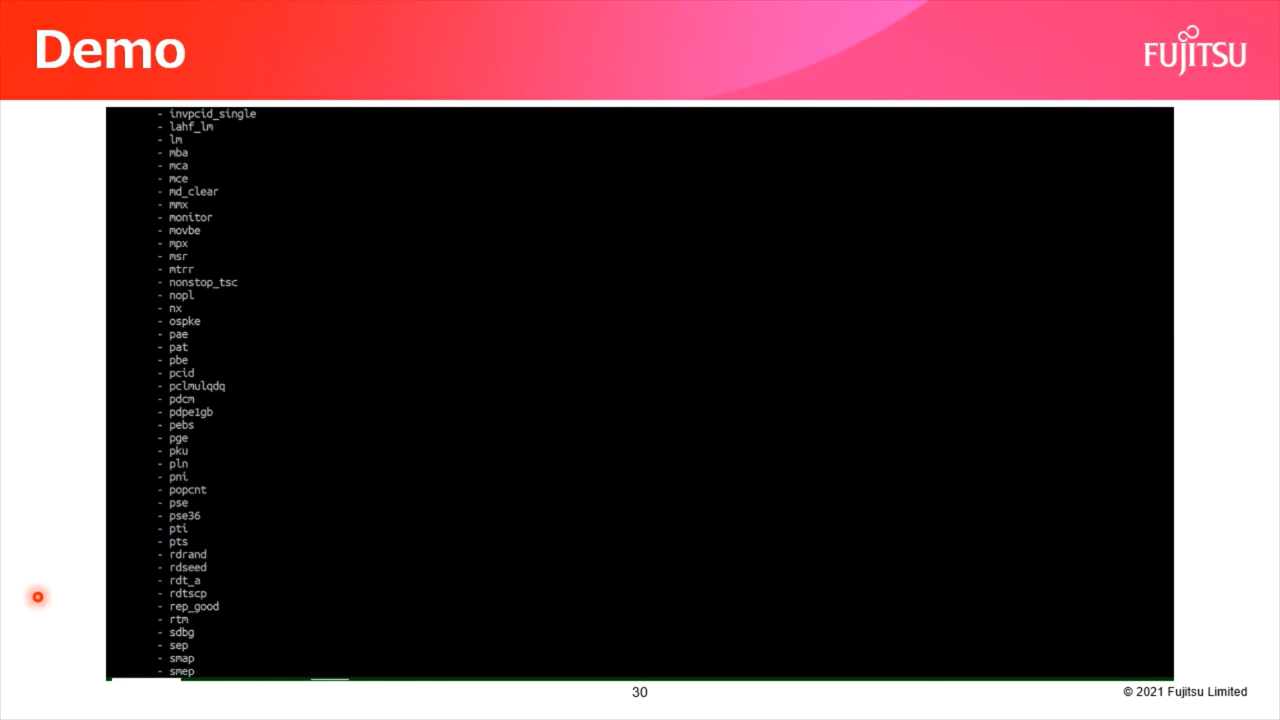 Demo
FUJITSU
- invpcid_single
- lahf_lm
- lm
- mba
- mca
- mce
- md_clear
- mmx
- monitor
- movbe
- mpx
- msr
- mtrr
- nonstop_tsc
- nopl
- nx
- ospke
- pae
- pat
- pbe
- pcid
- pclmulqdq
- pdcm
- pdpe1gb
- pebs
- pge
- pku
- pln
- pni
- popcnt
- pse
- pse36
- pti
- pts
- rdrand
- rdseed
- rdt_a
- rdtscp
- rep_good
- rtm
- sdbg
- sep
- smap
- smep
30
© 2021 Fujitsu Limited